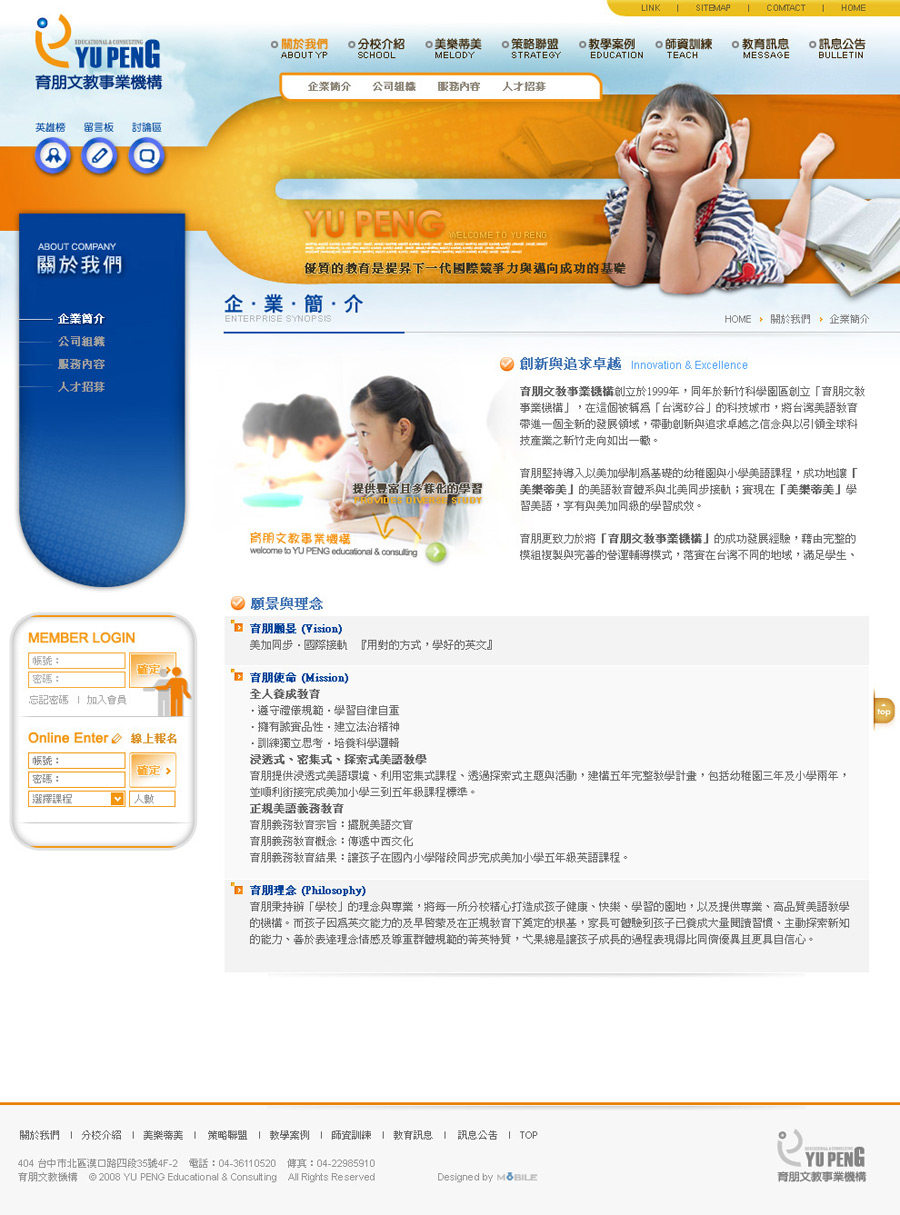 LINK | SITEMAP | COMTACT | HOME
EDUCATIONAL & CONSULTING
YU PENG
育朋文教事業機構
關於我們 分校介紹 美樂蒂美 策略聯盟 教學案例 師資訓練 教育訊息 訊息公告
ABOUT YP SCHOOL MELODY STRATEGY EDUCATION TEACH MESSAGE BULLETIN
企業簡介 公司組織 服務內容 人才招募
英雄榜 留言板 討論區
YU PENG WELCOME TO YU RENG
優質的教育是提昇下一代國際競爭力與邁向成功的基礎
ABOUT COMPANY
關於我們
企業簡介
公司組織
服務內容
人才招募
企・業・簡・介
ENTERPRISE SYNOPSIS
HOME 關於我們 企業簡介
提供豐富且多樣化的學習
PROVIDES DIVERSE STUDY
育朋文教事業機構
welcome to YU PENG educational & consulting
創新與追求卓越 Innovation & Excellence
育朋文教事業機構創立於1999年，同年於新竹科學園區創立「育朋文教
事業機構」，在這個被稱為「台灣矽谷」的科技城市，將台灣美語教育
帶進一個全新的發展領域，帶動創新與追求卓越之信念與以引領全球科
技產業之新竹走向如出一轍。
育朋堅持導入以美加學制為基礎的幼稚園與小學美語課程，成功地讓『
美樂蒂美』的美語教育體系與北美同步接軌；實現在『美樂蒂美』學
習美語，享有與美加同級的學習成效。
育朋更致力於將『育朋文教事業機構』的成功發展經驗，藉由完整的
模組複製與完善的營運輔導模式，落實在台灣不同的地域，滿足學生、
願景與理念
育朋願景 (Vision)
美加同步・國際接軌 『用對的方式，學好的英文』
育朋使命 (Mission)
全人養成教育
・遵守禮儀規範・學習自律自重
・擁有誠實品性・建立法治精神
・訓練獨立思考・培養科學邏輯
浸透式、密集式、探索式美語教學
育朋提供浸透式美語環境、利用密集式課程、透過探索式主題與活動，建構五年完整教學計畫，包括幼稚園三年及小學兩年，
並順利銜接完成美加小學三到五年級課程標準。
正規美語義務教育
育朋義務教育宗旨：擺脫美語文盲
育朋義務教育觀念：傳遞中西文化
育朋義務教育結果：讓孩子在國內小學階段同步完成美加小學五年級英語課程。
育朋理念 (Philosophy)
育朋秉持辦「學校」的理念與專業，將每一所分校精心打造成孩子健康、快樂、學習的園地，以及提供專業、高品質美語教學
的機構。而孩子因為英文能力的及早啓蒙及在正規教育下奠定的根基，家長可體驗到孩子已養成大量閱讀習慣、主動探索新知
的能力、善於表達理念情感及尊重群體規範的菁英特質，弋果總是讓孩子成長的過程表現得比同儕優異且更具自信心。
MEMBER LOGIN
帳號：
密碼：
確定
忘記密碼 | 加入會員
Online Enter 線上報名
帳號：
密碼：
確定
選擇課程 人數
top
關於我們 | 分校介紹 | 美樂蒂美 | 策略聯盟 | 教學案例 | 師資訓練 | 教育訊息 | 訊息公告 | TOP
404 台中市北區漢口路四段35號4F-2 電話：04-36110520 傳真：04-22985910
育朋文教機構 © 2008 YU PENG Educational & Consulting All Rights Reserved Designed by MOBILE
YU PENG
育朋文教事業機構